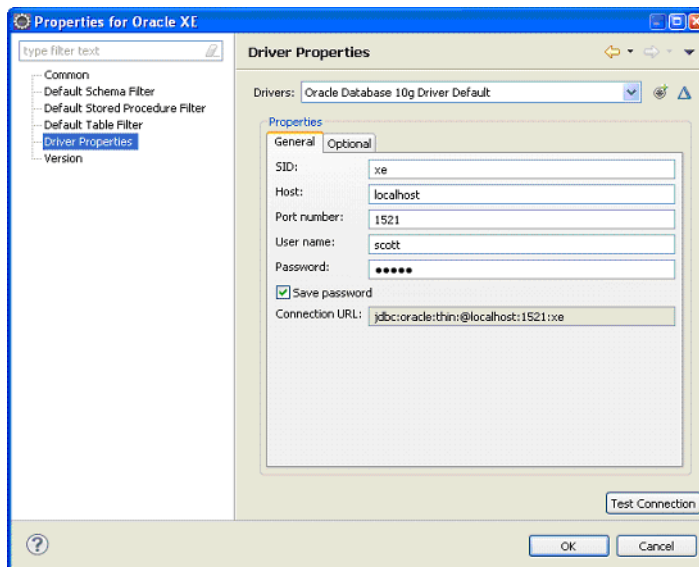 Properties for Oracle XE
type filter text
Common
Default Schema Filter
Default Stored Procedure Filter
Default Table Filter
Driver Properties
Version
Driver Properties
Drivers: Oracle Database 10g Driver Default
Properties
General Optional
SID: xe
Host: localhost
Port number: 1521
User name: scott
Password: •••••
Save password
Connection URL: jdbc:oracle:thin:@localhost:1521:xe
Test Connection
? OK Cancel